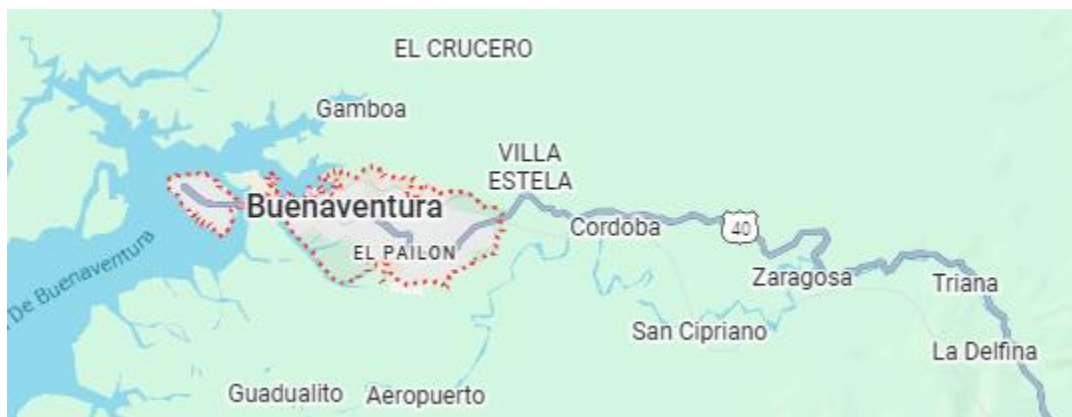 EL CRUCERO
Gamboa
VILLA
ESTELA
Buenaventura
Cordoba
40
EL PAILON
De Buenaventura
Zaragosa
Triana
San Cipriano
La Delfina
Guadualito
Aeropuerto